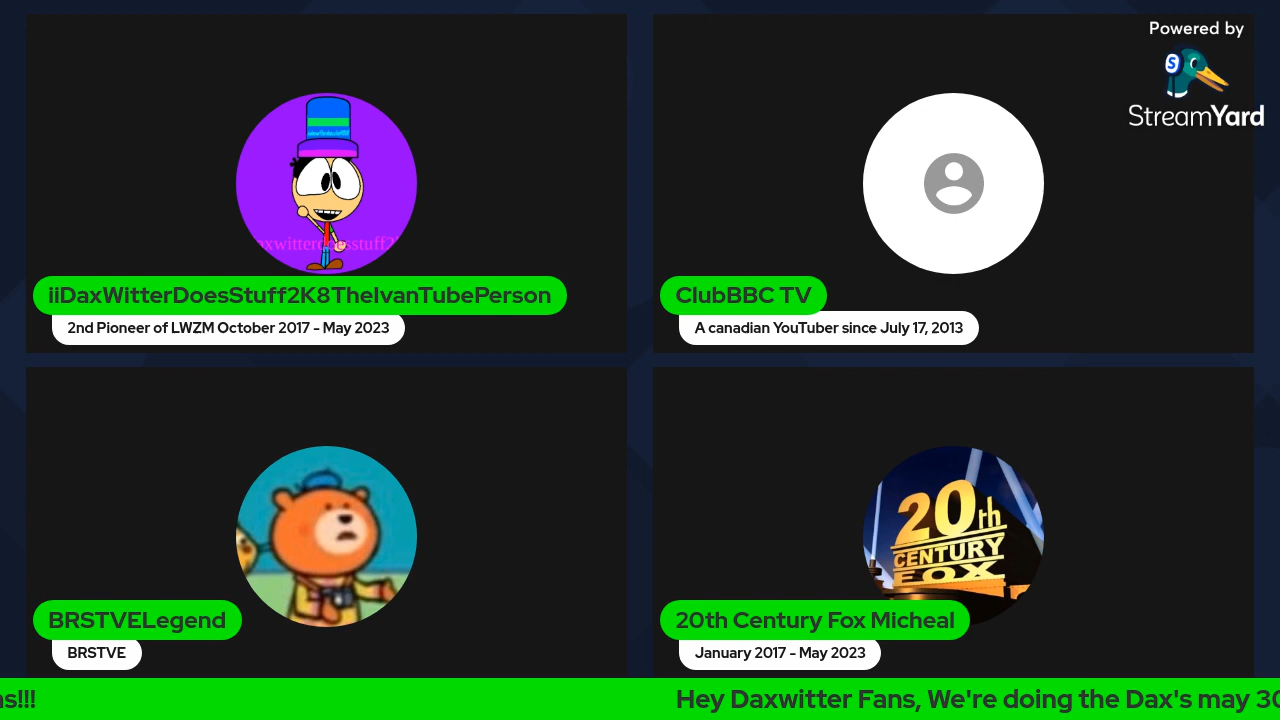 Powered by
StreamYard
iiDaxWitterDoesStuff2K8TheIvanTubePerson
2nd Pioneer of LWZM October 2017 - May 2023
ClubBBC TV
A canadian YouTuber since July 17, 2013
20th
CENTURY
FOX
BRSTVELegend
BRSTVE
20th Century Fox Micheal
January 2017 - May 2023
ns!!! Hey Daxwitter Fans, We're doing the Dax's may 30